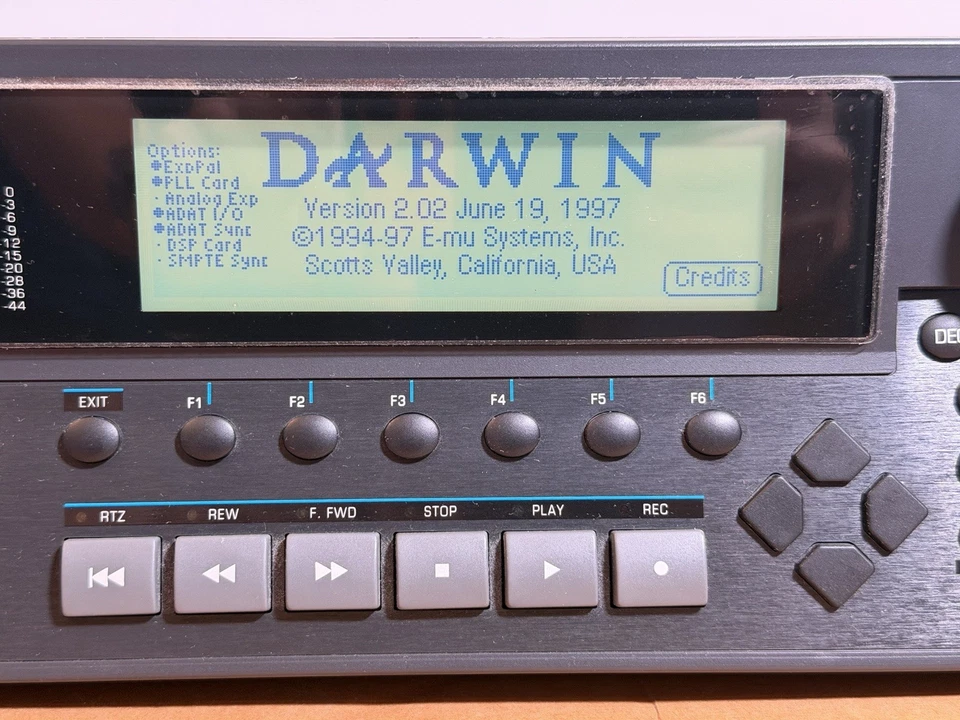 DARWIN
Options:
ExpPal
PLL Card
Analog Exp
ADAT I/O
ADAT Sync
DSP Card
SMPTE Sync
Version 2.02 June 19, 1997
©1994-97 E-mu Systems, Inc.
Scotts Valley, California, USA
Credits
0
-3
-6
-9
-12
-15
-20
-28
-36
-44
EXIT
F1
F2
F3
F4
F5
F6
RTZ
REW
F. FWD
STOP
PLAY
REC